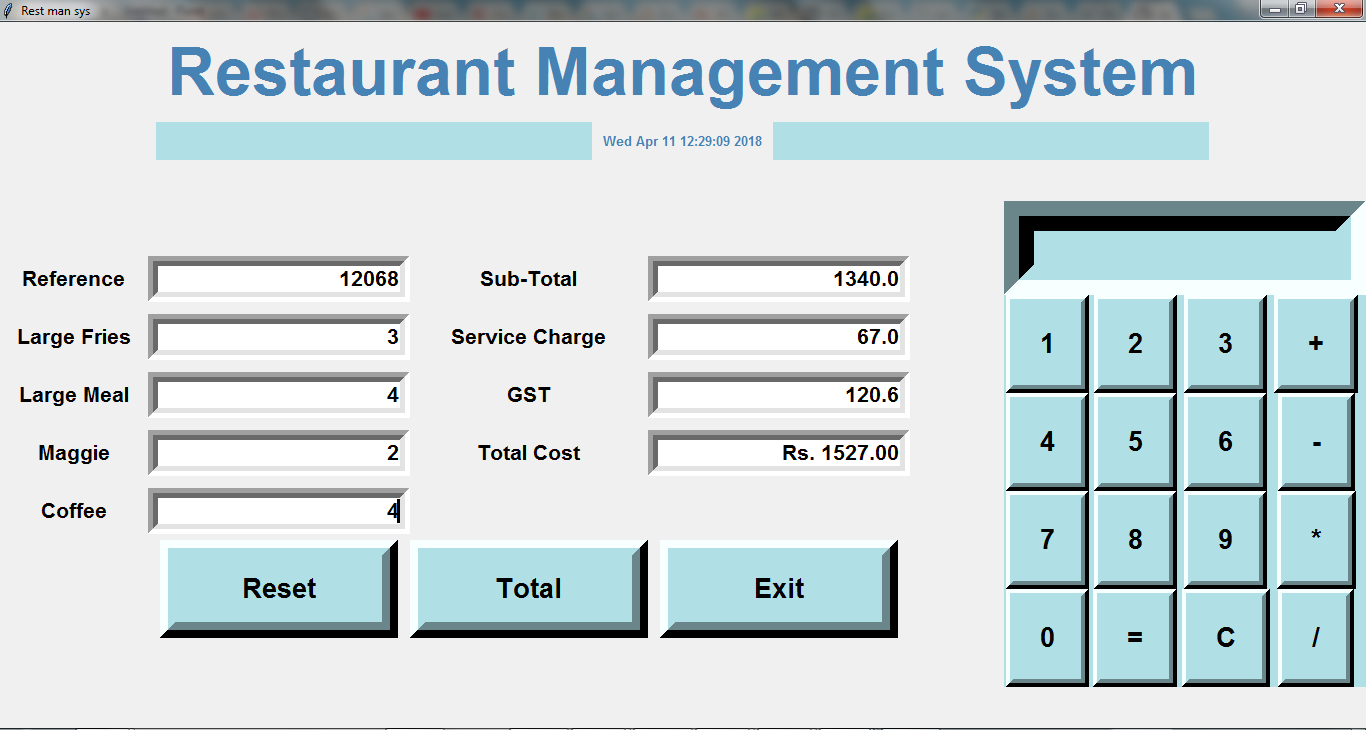 Rest man sys
Restaurant Management System
Wed Apr 11 12:29:09 2018
Reference 12068 Sub-Total 1340.0
Large Fries 3 Service Charge 67.0
Large Meal 4 GST 120.6
Maggie 2 Total Cost Rs. 1527.00
Coffee 4
Reset Total Exit
1 2 3 +
4 5 6 -
7 8 9 *
0 = C /